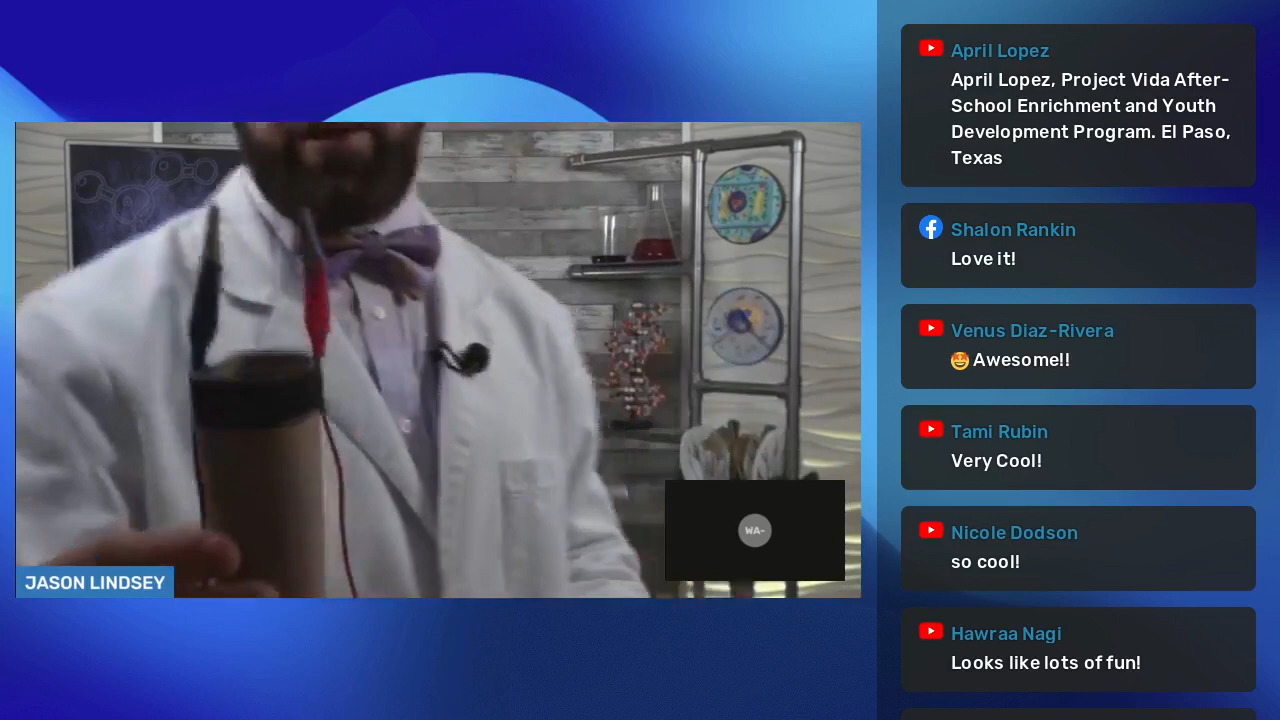 April Lopez
April Lopez, Project Vida After-
School Enrichment and Youth
Development Program. El Paso,
Texas
Shalon Rankin
Love it!
Venus Diaz-Rivera
🤩 Awesome!!
Tami Rubin
Very Cool!
Nicole Dodson
so cool!
Hawraa Nagi
Looks like lots of fun!
WA-
JASON LINDSEY